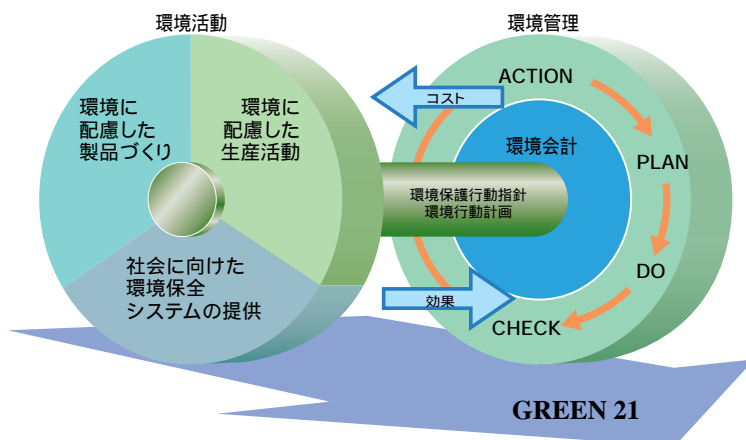 環境活動
環境に
配慮した
製品づくり
環境に
配慮した
生産活動
社会に向けた
環境保全
システムの提供
環境管理
ACTION
コスト
環境会計
PLAN
環境保護行動指針
環境行動計画
DO
効果
CHECK
GREEN 21